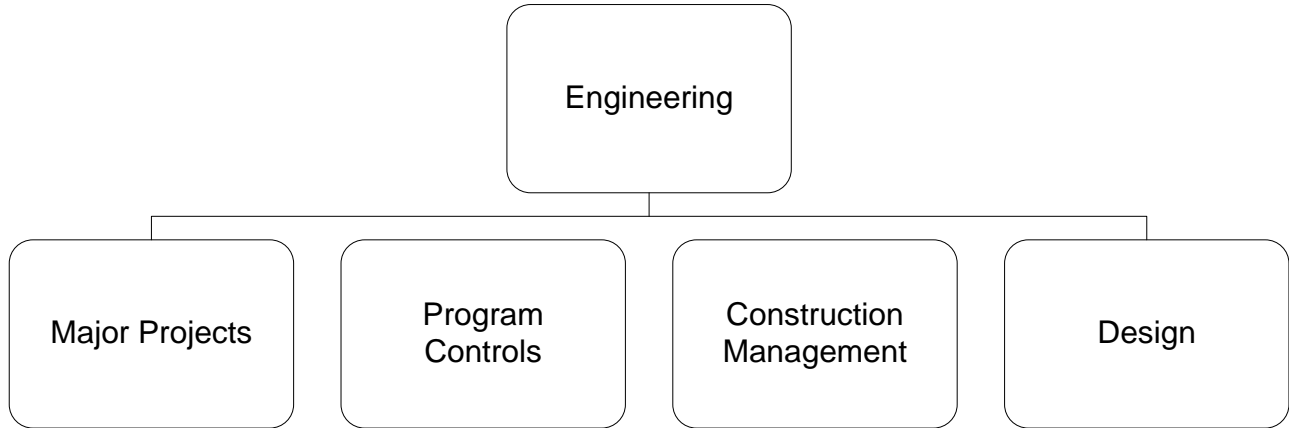 Engineering
Major Projects
Program
Controls
Construction
Management
Design